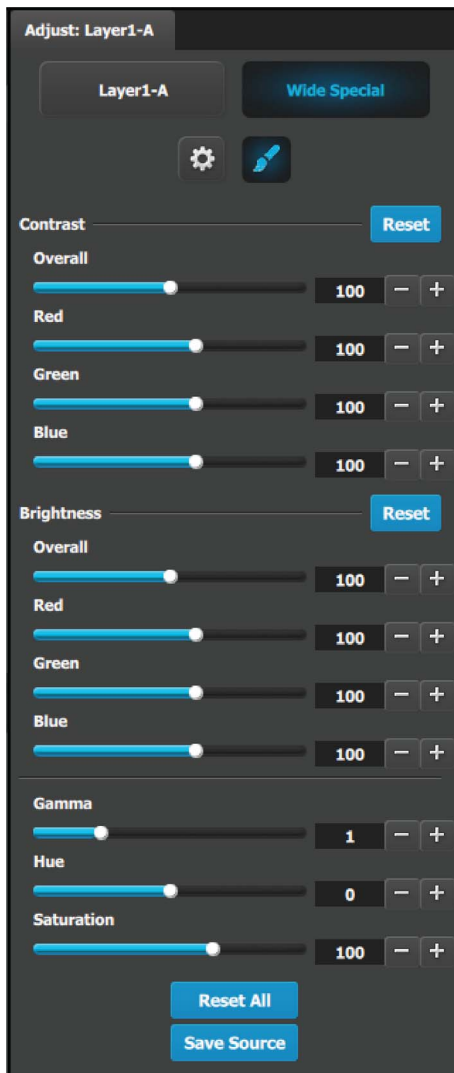 Adjust: Layer1-A
Layer1-A Wide Special
Contrast Reset
Overall
100 − +
Red
100 − +
Green
100 − +
Blue
100 − +
Brightness Reset
Overall
100 − +
Red
100 − +
Green
100 − +
Blue
100 − +
Gamma
1 − +
Hue
0 − +
Saturation
100 − +
Reset All
Save Source